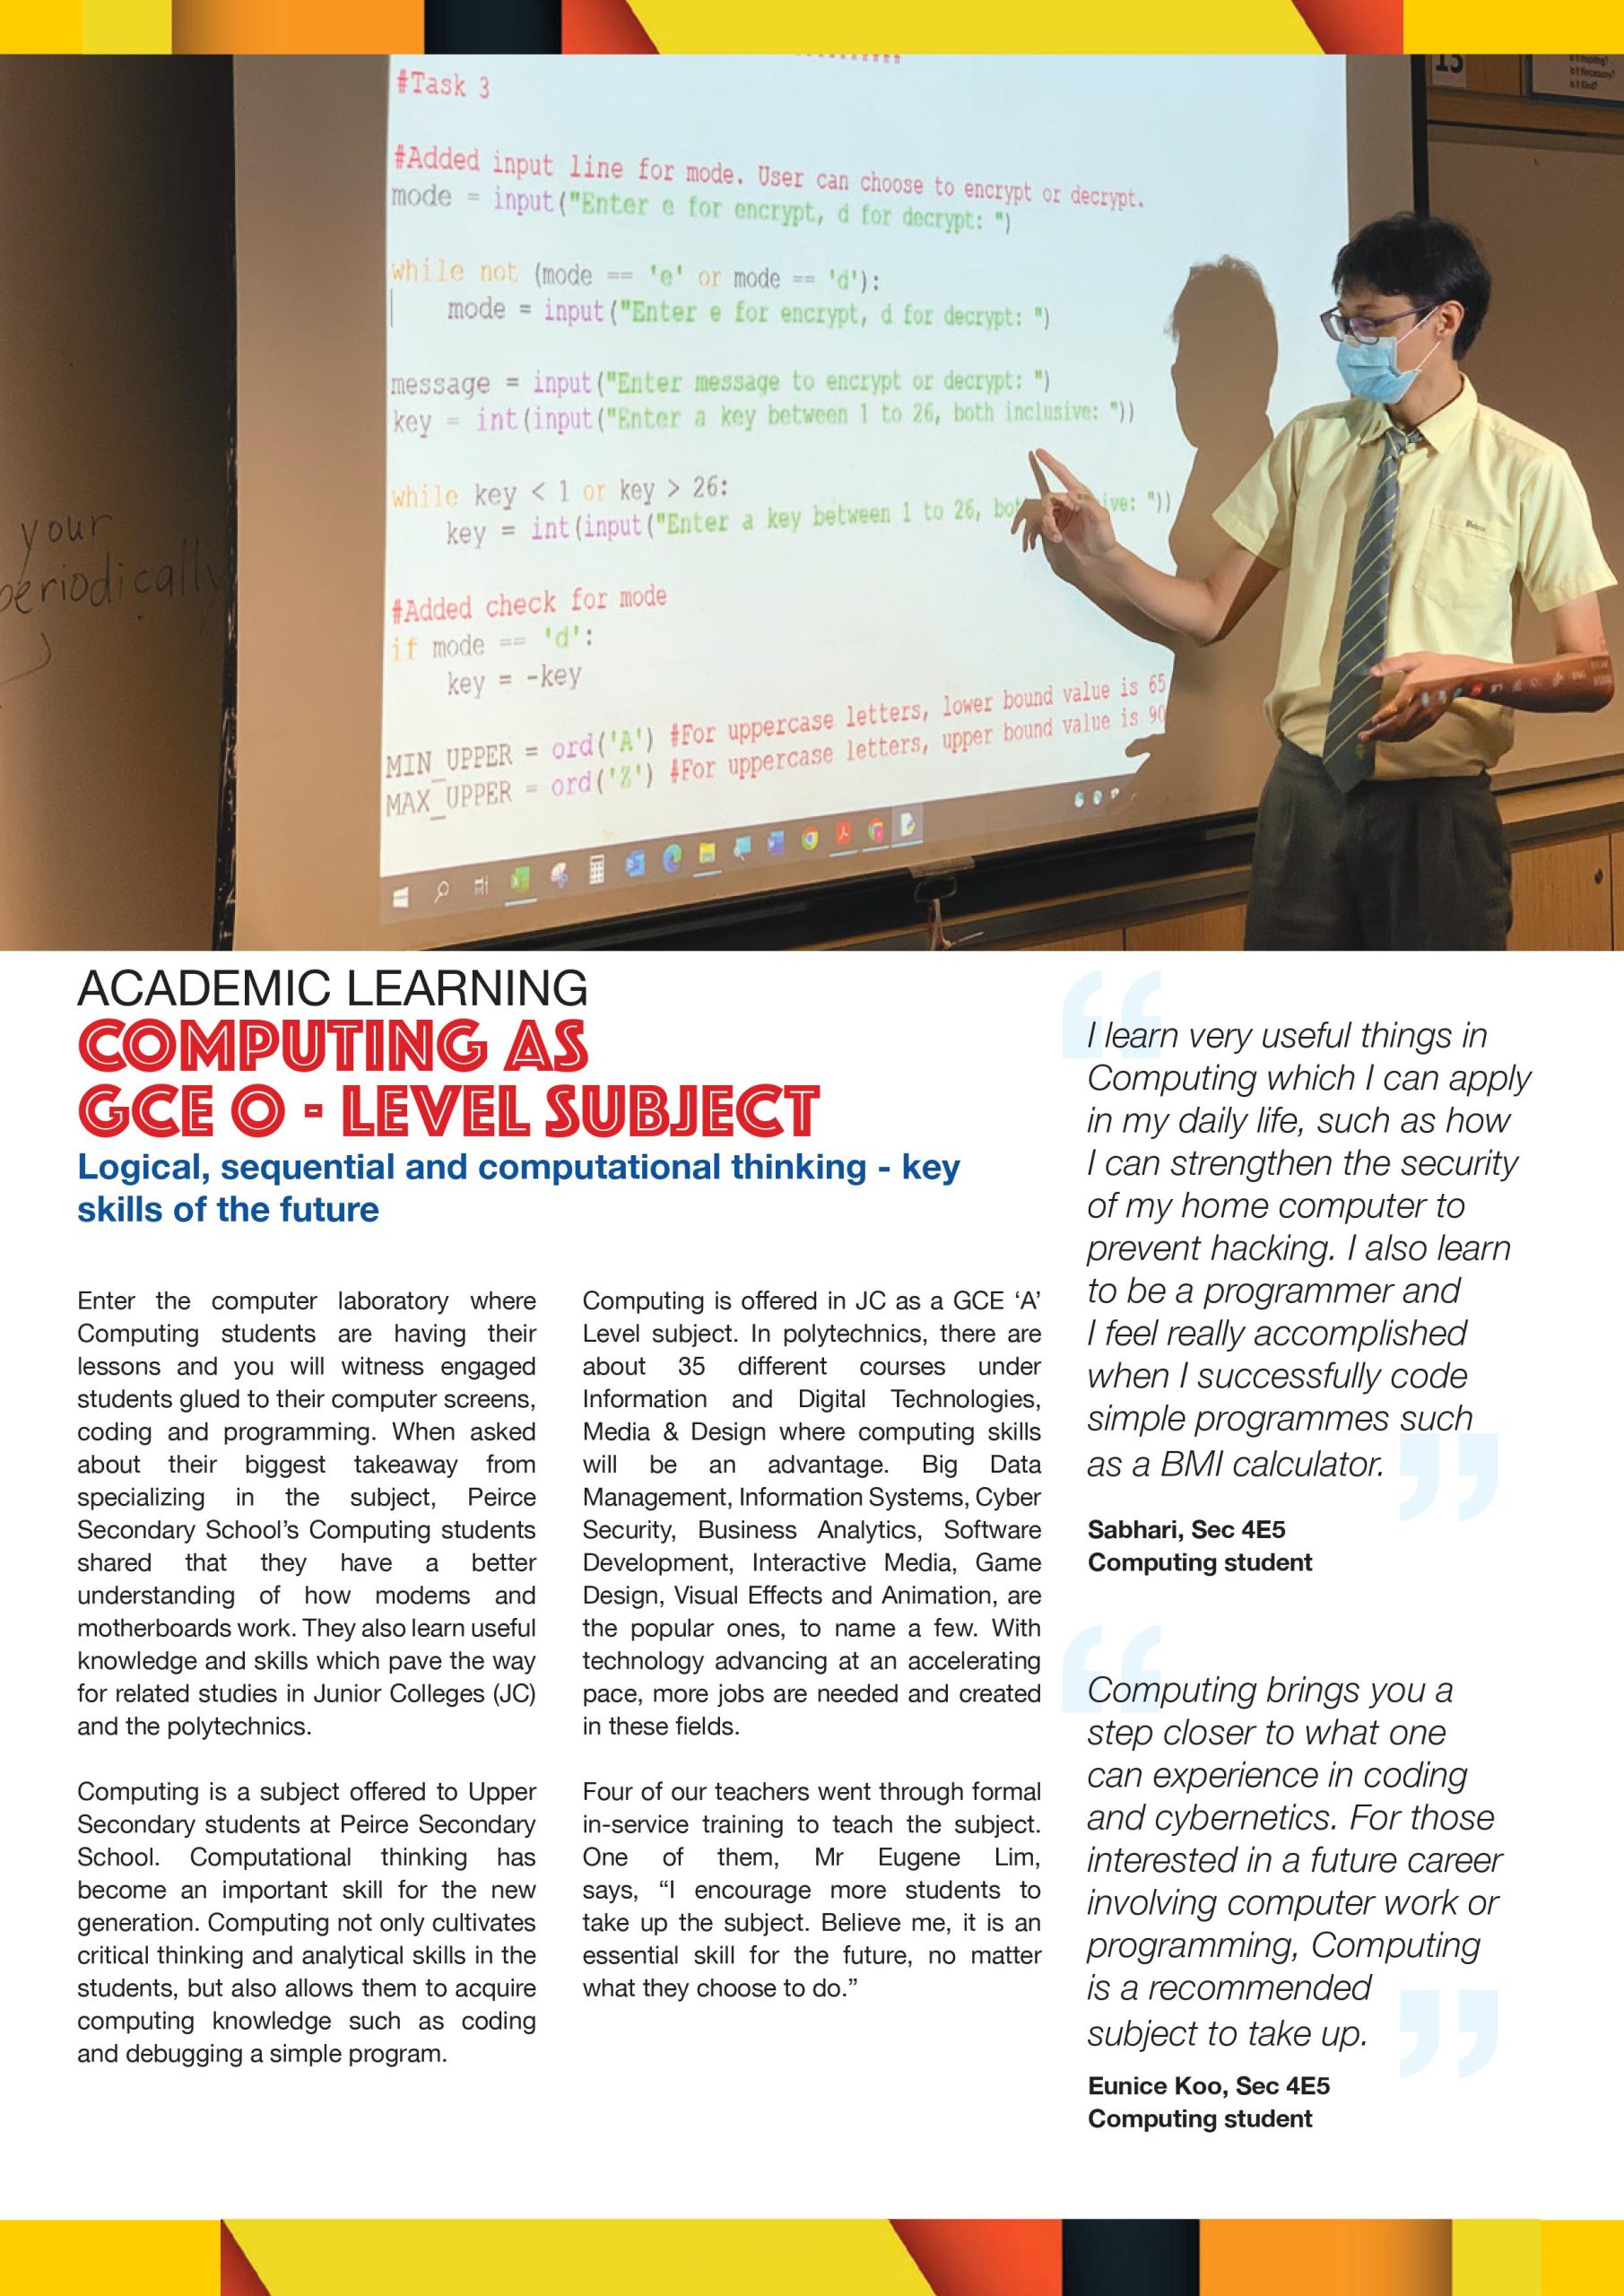 15
#Task 3
#Added input line for mode. User can choose to encrypt or decrypt.
mode = input("Enter e for encrypt, d for decrypt: ")
while not (mode == 'e' or mode == 'd'):
mode = input("Enter e for encrypt, d for decrypt: ")
message = input("Enter message to encrypt or decrypt: ")
key = int(input("Enter a key between 1 to 26, both inclusive: "))
while key < 1 or key > 26:
key = int(input("Enter a key between 1 to 26, bot ive: "))
#Added check for mode
if mode == 'd':
key = -key
MIN_UPPER = ord('A') #For uppercase letters, lower bound value is 65
MAX_UPPER = ord('Z') #For uppercase letters, upper bound value is 90
your
periodically
ACADEMIC LEARNING
COMPUTING AS
GCE O - LEVEL SUBJECT
Logical, sequential and computational thinking - key
skills of the future
Enter the computer laboratory where
Computing students are having their
lessons and you will witness engaged
students glued to their computer screens,
coding and programming. When asked
about their biggest takeaway from
specializing in the subject, Peirce
Secondary School's Computing students
shared that they have a better
understanding of how modems and
motherboards work. They also learn useful
knowledge and skills which pave the way
for related studies in Junior Colleges (JC)
and the polytechnics.
Computing is a subject offered to Upper
Secondary students at Peirce Secondary
School. Computational thinking has
become an important skill for the new
generation. Computing not only cultivates
critical thinking and analytical skills in the
students, but also allows them to acquire
computing knowledge such as coding
and debugging a simple program.
Computing is offered in JC as a GCE ‘A’
Level subject. In polytechnics, there are
about 35 different courses under
Information and Digital Technologies,
Media & Design where computing skills
will be an advantage. Big Data
Management, Information Systems, Cyber
Security, Business Analytics, Software
Development, Interactive Media, Game
Design, Visual Effects and Animation, are
the popular ones, to name a few. With
technology advancing at an accelerating
pace, more jobs are needed and created
in these fields.
Four of our teachers went through formal
in-service training to teach the subject.
One of them, Mr Eugene Lim,
says, “I encourage more students to
take up the subject. Believe me, it is an
essential skill for the future, no matter
what they choose to do.”
“
I learn very useful things in
Computing which I can apply
in my daily life, such as how
I can strengthen the security
of my home computer to
prevent hacking. I also learn
to be a programmer and
I feel really accomplished
when I successfully code
simple programmes such
as a BMI calculator.
”
Sabhari, Sec 4E5
Computing student
“
Computing brings you a
step closer to what one
can experience in coding
and cybernetics. For those
interested in a future career
involving computer work or
programming, Computing
is a recommended
subject to take up.
”
Eunice Koo, Sec 4E5
Computing student